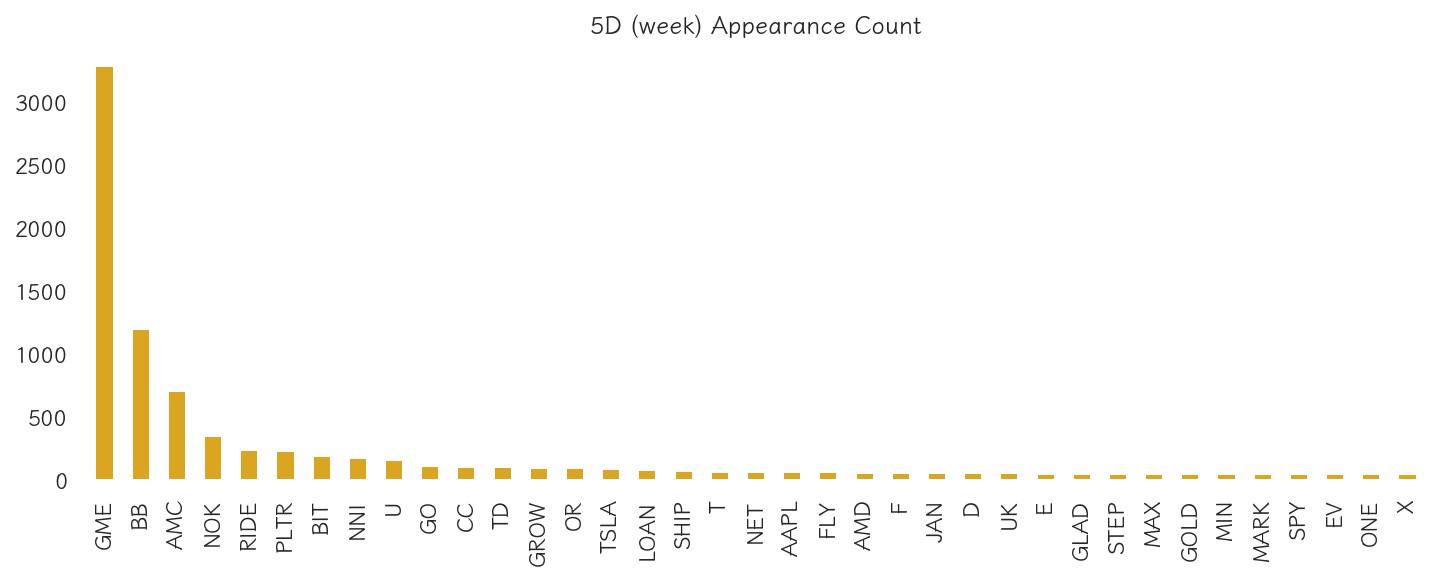 5D (week) Appearance Count
3000
2500
2000
1500
1000
500
0
GME
BB
AMC
NOK
RIDE
PLTR
BIT
NNI
U
GO
CC
TD
GROW
OR
TSLA
LOAN
SHIP
T
NET
AAPL
FLY
AMD
F
JAN
D
UK
E
GLAD
STEP
MAX
GOLD
MIN
MARK
SPY
EV
ONE
X